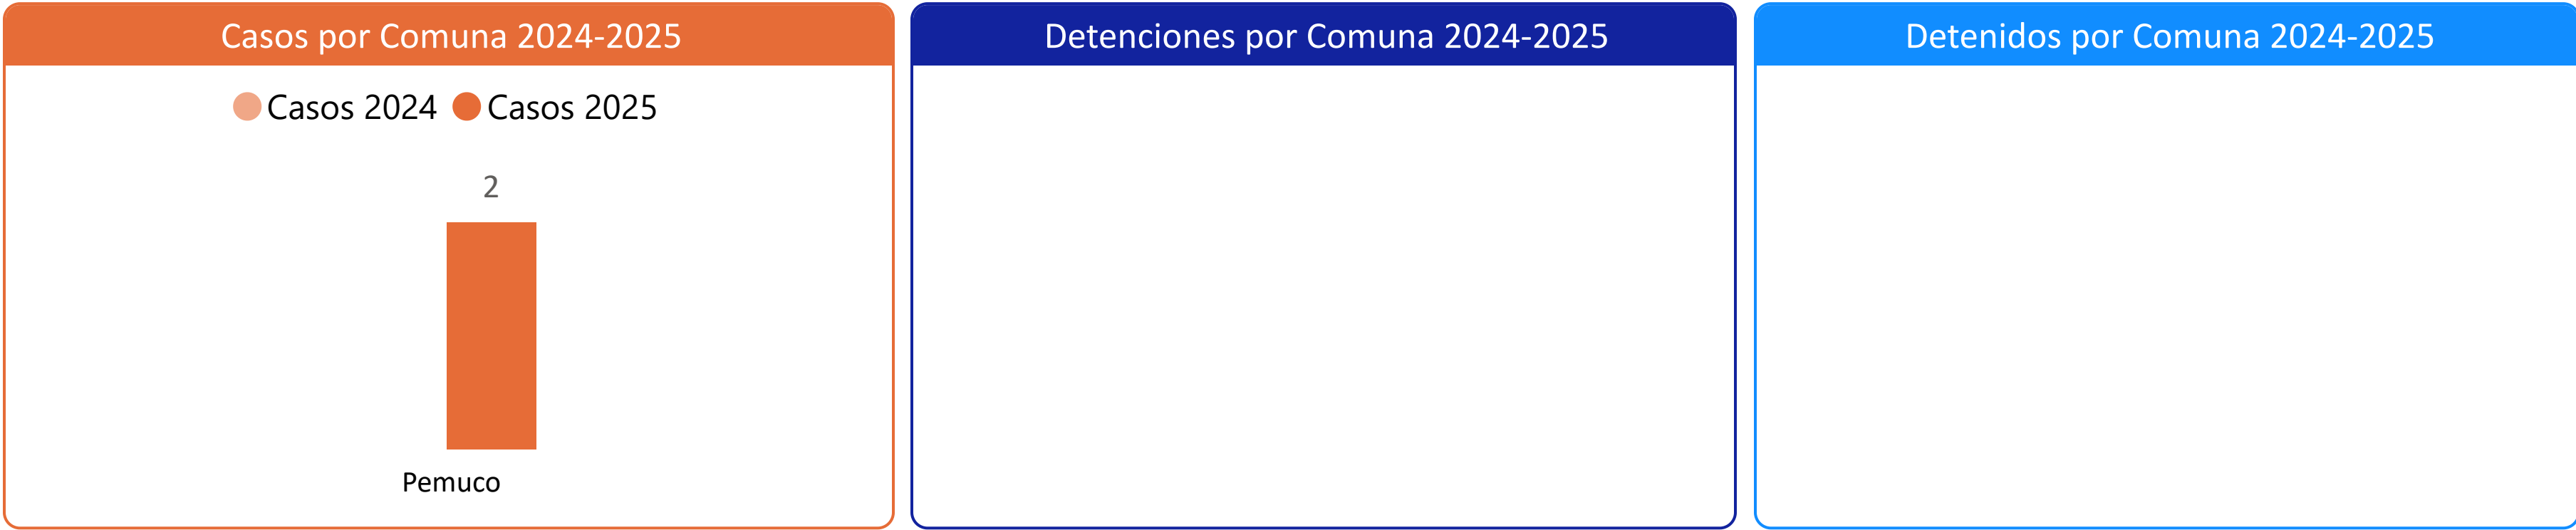 Casos por Comuna 2024-2025
Casos 2024 Casos 2025
2
Pemuco
Detenciones por Comuna 2024-2025
Detenidos por Comuna 2024-2025